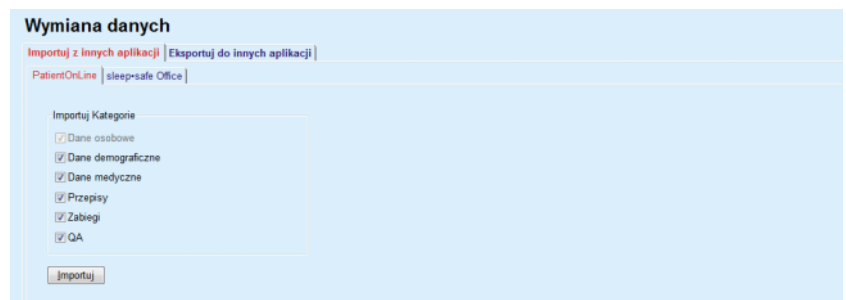 Wymiana danych
Importuj z innych aplikacji Eksportuj do innych aplikacji
PatientOnLine sleep•safe Office
Importuj Kategorie
Dane osobowe
Dane demograficzne
Dane medyczne
Przepisy
Zabiegi
QA
Importuj